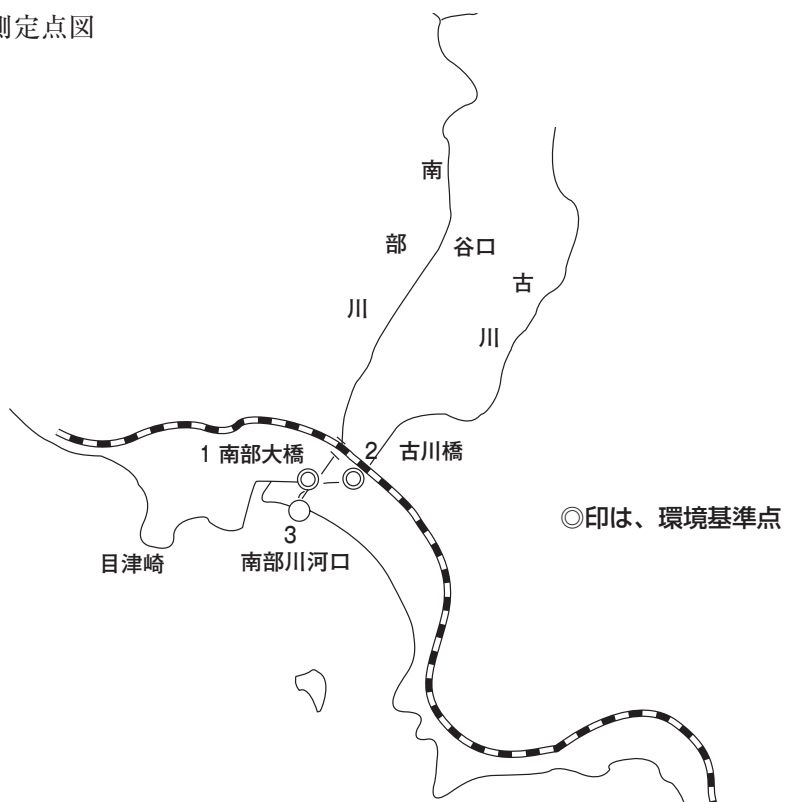 測定点図
南部川
谷口
古川
1 南部大橋
2 古川橋
3
南部川河口
目津崎
◎印は、環境基準点